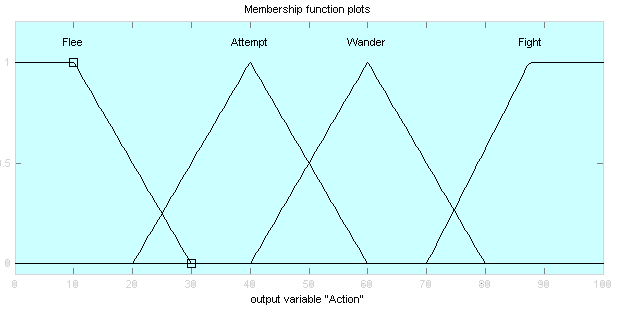 Membership function plots
Flee Attempt Wander Fight
1
0.5
0
0 10 20 30 40 50 60 70 80 90 100
output variable "Action"